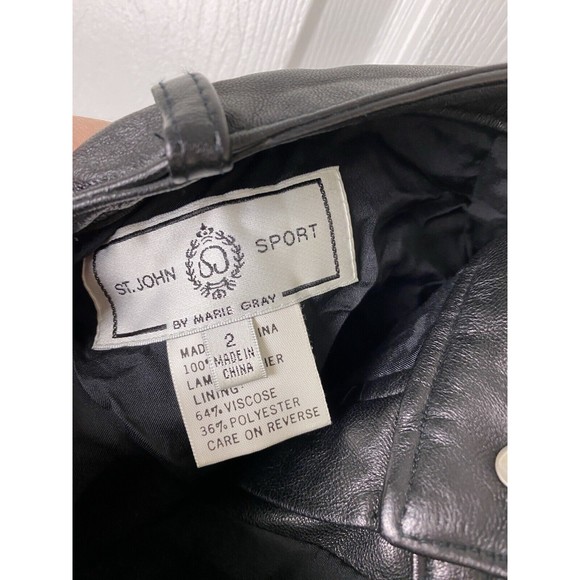 ST. JOHN SPORT
BY MARIE GRAY
2
MADE IN
CHINA
MAD INA
100%
LAM IER
LINING:
64% VISCOSE
36% POLYESTER
CARE ON REVERSE